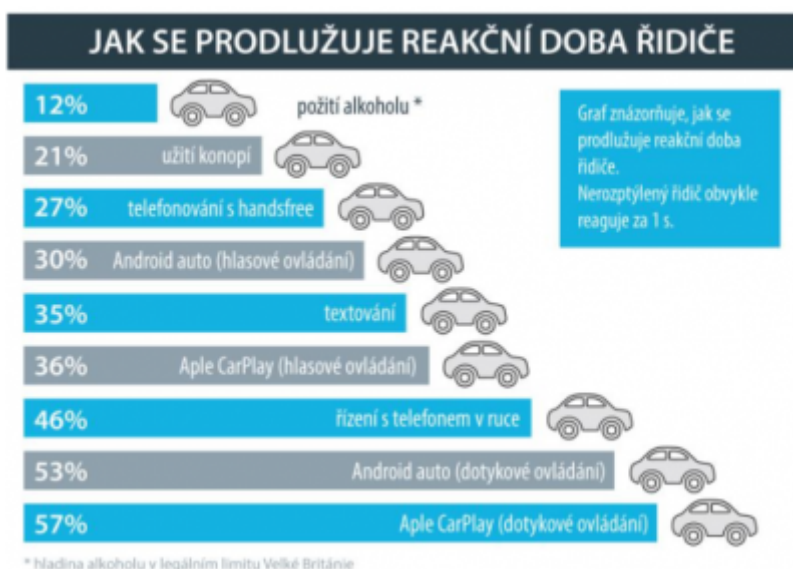 JAK SE PRODLUŽUJE REAKČNÍ DOBA ŘIDIČE
12% požití alkoholu *
Graf znázorňuje, jak se
prodlužuje reakční doba
řidiče.
Nerozptýlený řidič obvykle
reaguje za 1 s.
21% užití konopí
27% telefonování s handsfree
30% Android auto (hlasové ovládání)
35% textování
36% Aple CarPlay (hlasové ovládání)
46% řízení s telefonem v ruce
53% Android auto (dotykové ovládání)
57% Aple CarPlay (dotykové ovládání)
* hladina alkoholu v legálním limitu Velké Británie